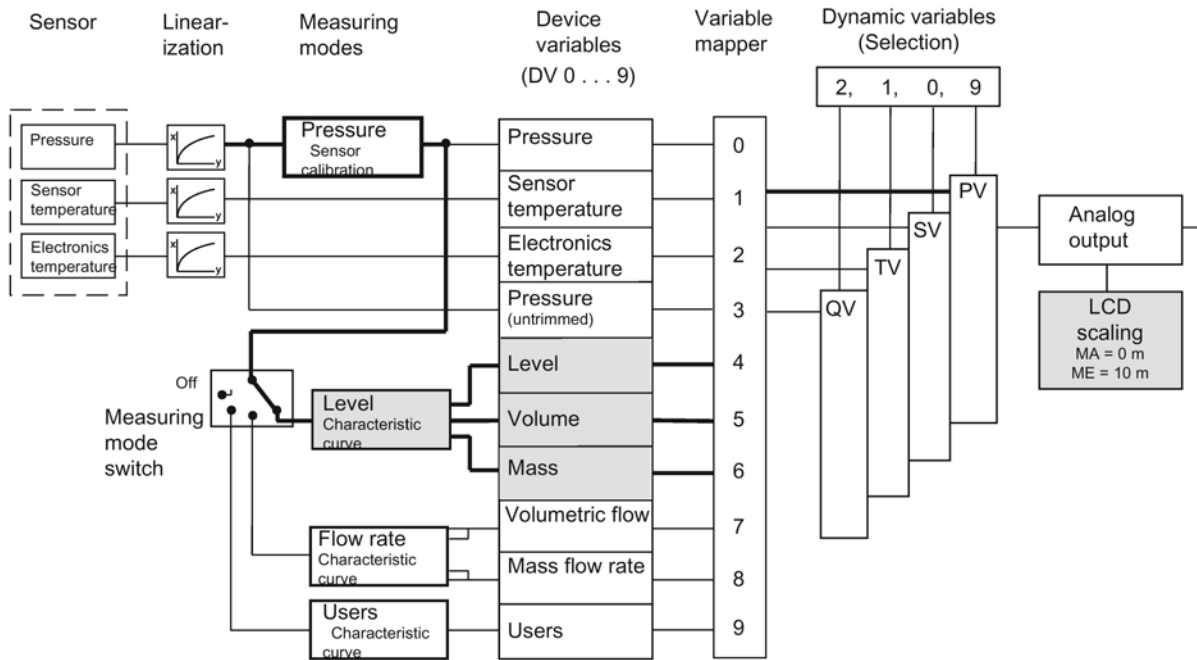 Sensor
Linear-
ization
Measuring
modes
Device
variables
(DV 0 . . . 9)
Variable
mapper
Dynamic variables
(Selection)
2, 1, 0, 9
Pressure
x
y
Pressure
Sensor
calibration
Pressure
0
Sensor
temperature
x
y
Sensor
temperature
1
PV
Electronics
temperature
x
y
Electronics
temperature
2
SV
TV
QV
Analog
output
Pressure
(untrimmed)
3
LCD
scaling
MA = 0 m
ME = 10 m
Off
Measuring
mode
switch
Level
Characteristic
curve
Level
4
Volume
5
Mass
6
Flow rate
Characteristic
curve
Volumetric flow
7
Mass flow rate
8
Users
Characteristic
curve
Users
9